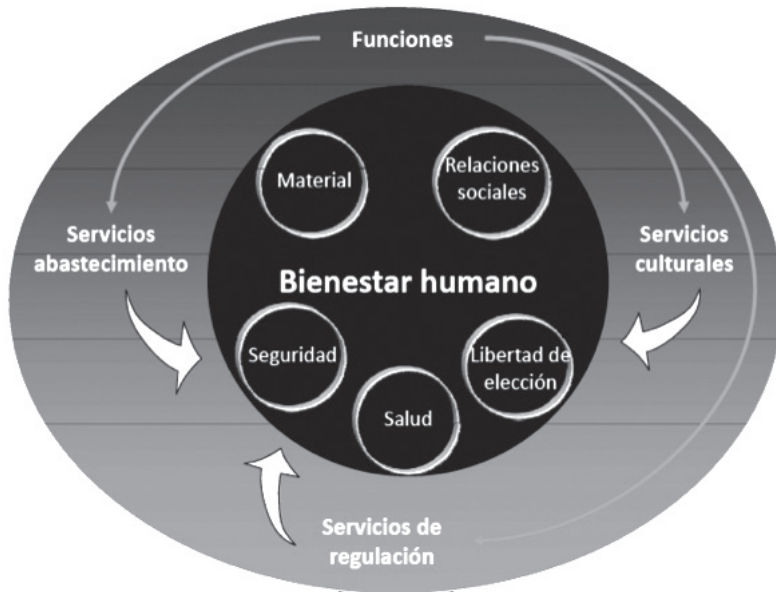 Funciones
Material
Relaciones
sociales
Servicios
abastecimiento
Servicios
culturales
Bienestar humano
Seguridad
Libertad de
elección
Salud
Servicios de
regulación